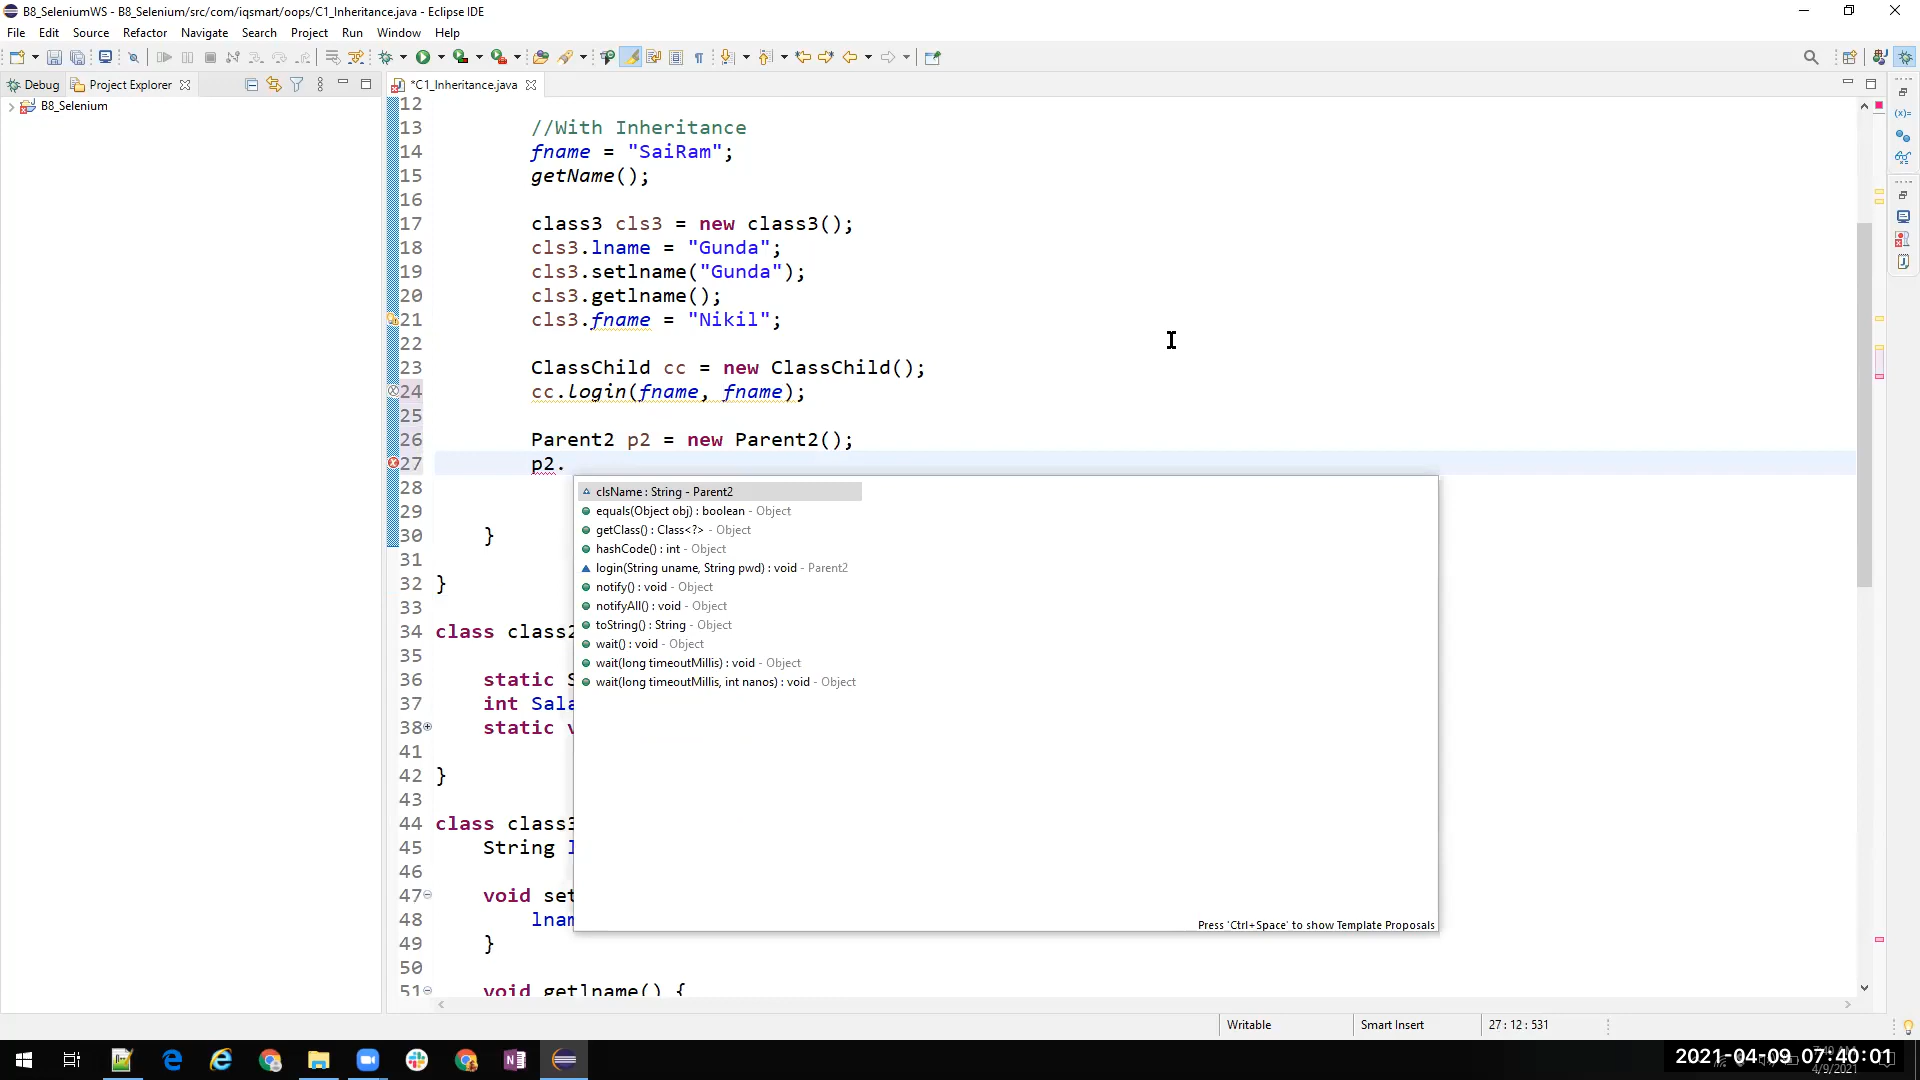 B8_SeleniumWS - B8_Selenium/src/com/iqsmart/oops/C1_Inheritance.java - Eclipse IDE
File Edit Source Refactor Navigate Search Project Run Window Help
Debug Project Explorer *C1_Inheritance.java
B8_Selenium
12
13 //With Inheritance
14 fname = "SaiRam";
15 getName();
16
17 class3 cls3 = new class3();
18 cls3.lname = "Gunda";
19 cls3.setlname("Gunda");
20 cls3.getlname();
21 cls3.fname = "Nikil";
22
23 ClassChild cc = new ClassChild();
24 cc.login(fname, fname);
25
26 Parent2 p2 = new Parent2();
27 p2.
28
clsName : String - Parent2
equals(Object obj) : boolean - Object
getClass() : Class<?> - Object
hashCode() : int - Object
login(String uname, String pwd) : void - Parent2
notify() : void - Object
notifyAll() : void - Object
toString() : String - Object
wait() : void - Object
wait(long timeoutMillis) : void - Object
wait(long timeoutMillis, int nanos) : void - Object
Press 'Ctrl+Space' to show Template Proposals
29
30 }
31
32 }
33
34 class class2
35
36 static S
37 int Sala
38 static v
41
42 }
43
44 class class3
45 String l
46
47 void set
48 lnam
49 }
50
51 void getlname() {
Writable Smart Insert 27 : 12 : 531
2021-04-09 07:40:01
4/9/2021